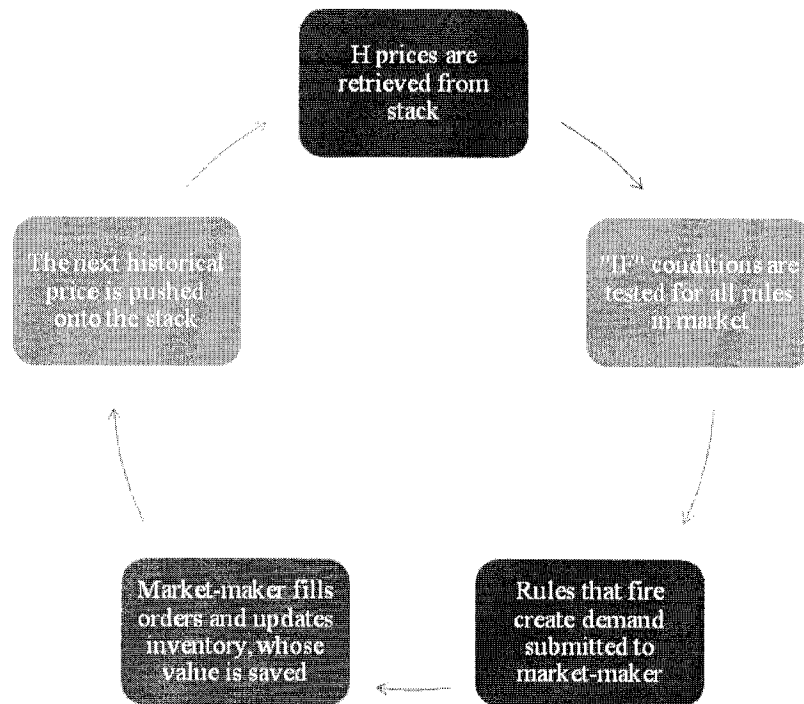 H prices are
retrieved from
stack
"IF" conditions are
tested for all rules
in market
Rules that fire
create demand
submitted to
market-maker
Market-maker fills
orders and updates
inventory, whose
value is saved
The next historical
price is pushed
onto the stack